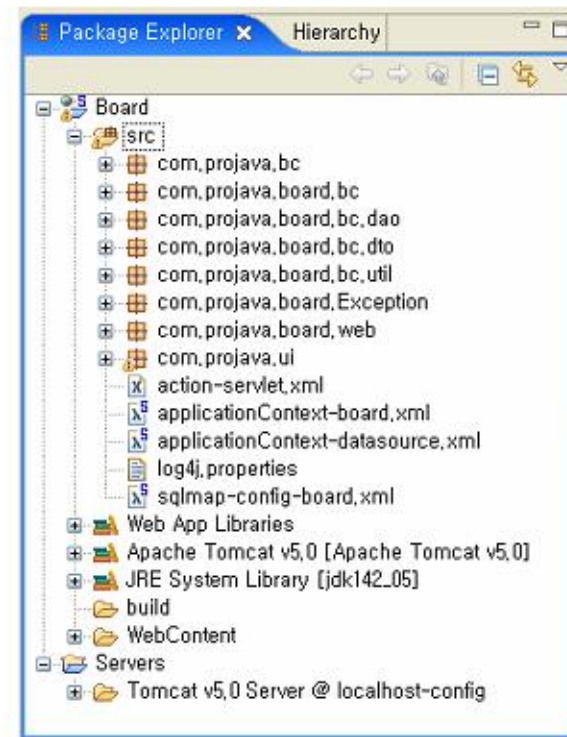 Package Explorer Hierarchy
Board
src
com.projava.bc
com.projava.board.bc
com.projava.board.bc.dao
com.projava.board.bc.dto
com.projava.board.bc.util
com.projava.board.Exception
com.projava.board.web
com.projava.ui
action-servlet.xml
applicationContext-board.xml
applicationContext-datasource.xml
log4j.properties
sqlmap-config-board.xml
Web App Libraries
Apache Tomcat v5.0 [Apache Tomcat v5.0]
JRE System Library [jdk142_05]
build
WebContent
Servers
Tomcat v5.0 Server @ localhost-config